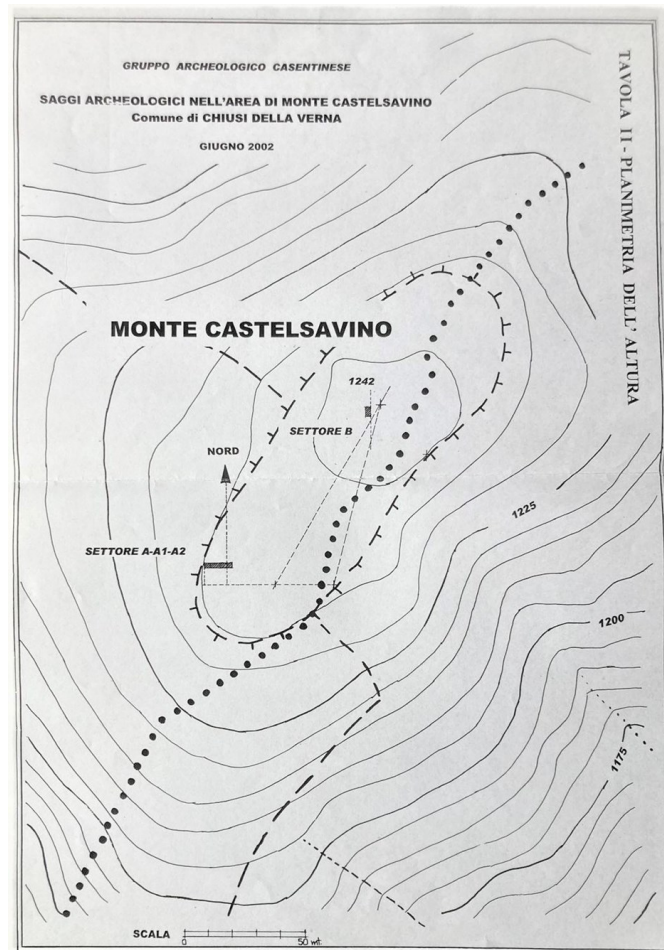 GRUPPO ARCHEOLOGICO CASENTINESE
SAGGI ARCHEOLOGICI NELL'AREA DI MONTE CASTELSAVINO
Comune di CHIUSI DELLA VERNA
GIUGNO 2002
TAVOLA II - PLANIMETRIA DELL' ALTURA
MONTE CASTELSAVINO
1242
SETTORE B
NORD
1225
SETTORE A-A1-A2
1200
1175
SCALA
0 50 mt.